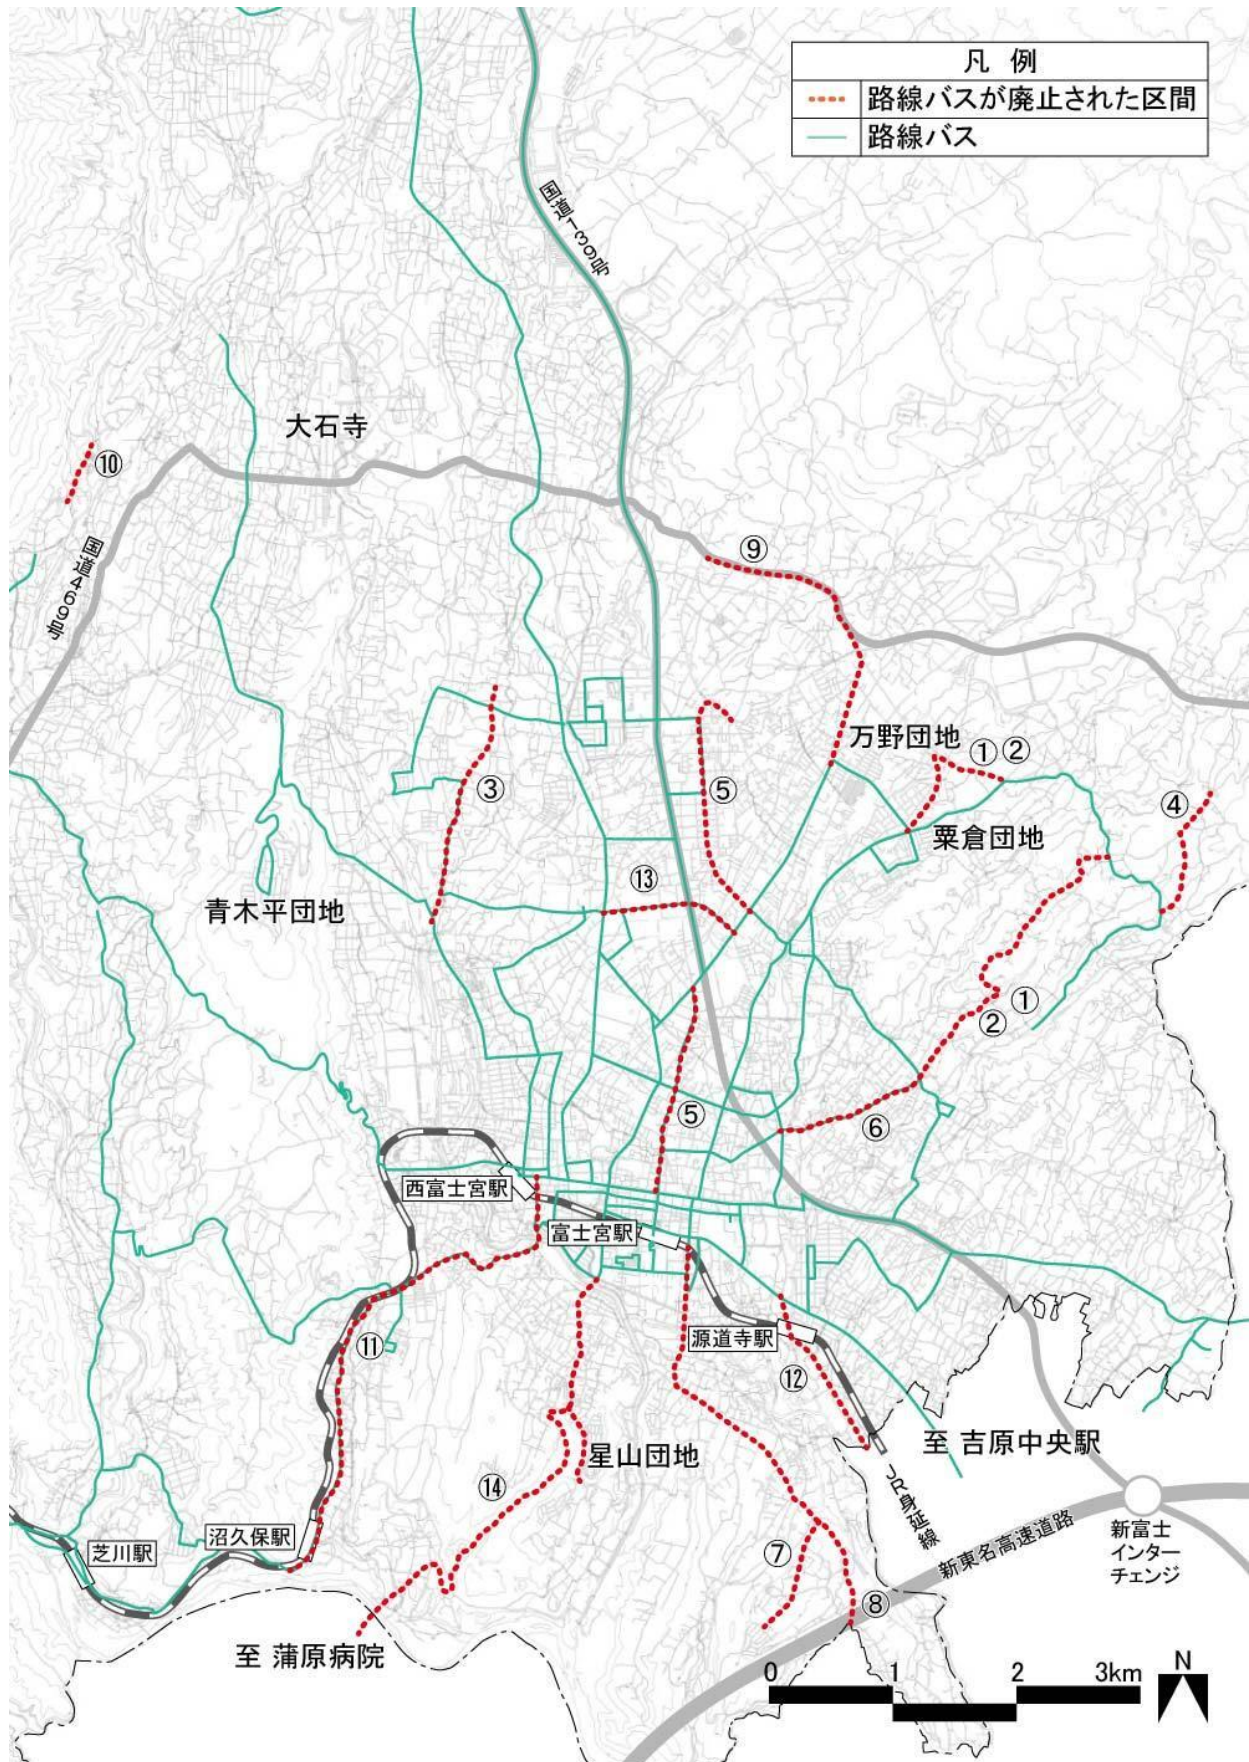 凡 例
路線バスが廃止された区間
路線バス
国道139号
大石寺
⑩
国道469号
⑨
万野団地
① ②
③
⑤
④
粟倉団地
⑬
青木平団地
①
②
⑤
⑥
西富士宮駅
富士宮駅
源道寺駅
⑪
⑫
至 吉原中央駅
星山団地
⑭
JR身延線
新東名高速道路
新富士
インター
チェンジ
沼久保駅
芝川駅
⑦
⑧
至 蒲原病院
0 1 2 3km
N